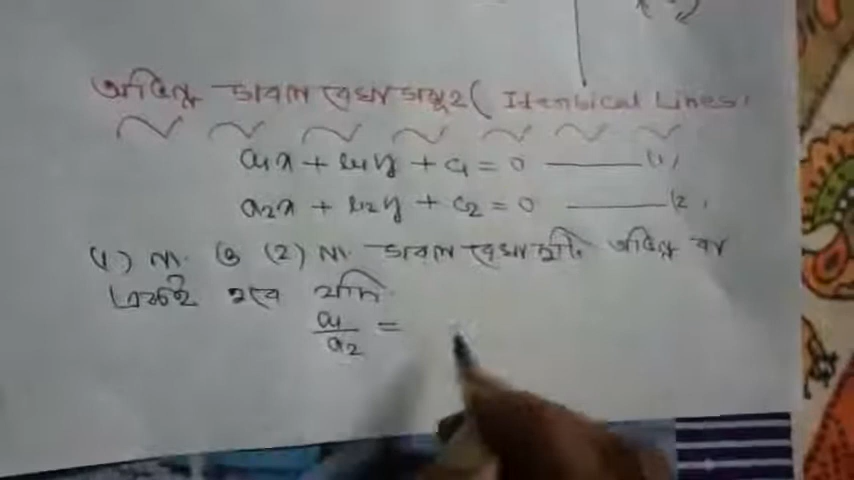 অভিন্ন সরল রেখাসমূহ ( Identical Lines.
a₁x + b₁y + c₁ = 0 ——— (1)
a₂x + b₂y + c₂ = 0 ——— (2)
(1) নং ও (2) নং সরল রেখা দুটি অভিন্ন বা
একই হবে যদি
a₁/a₂ =